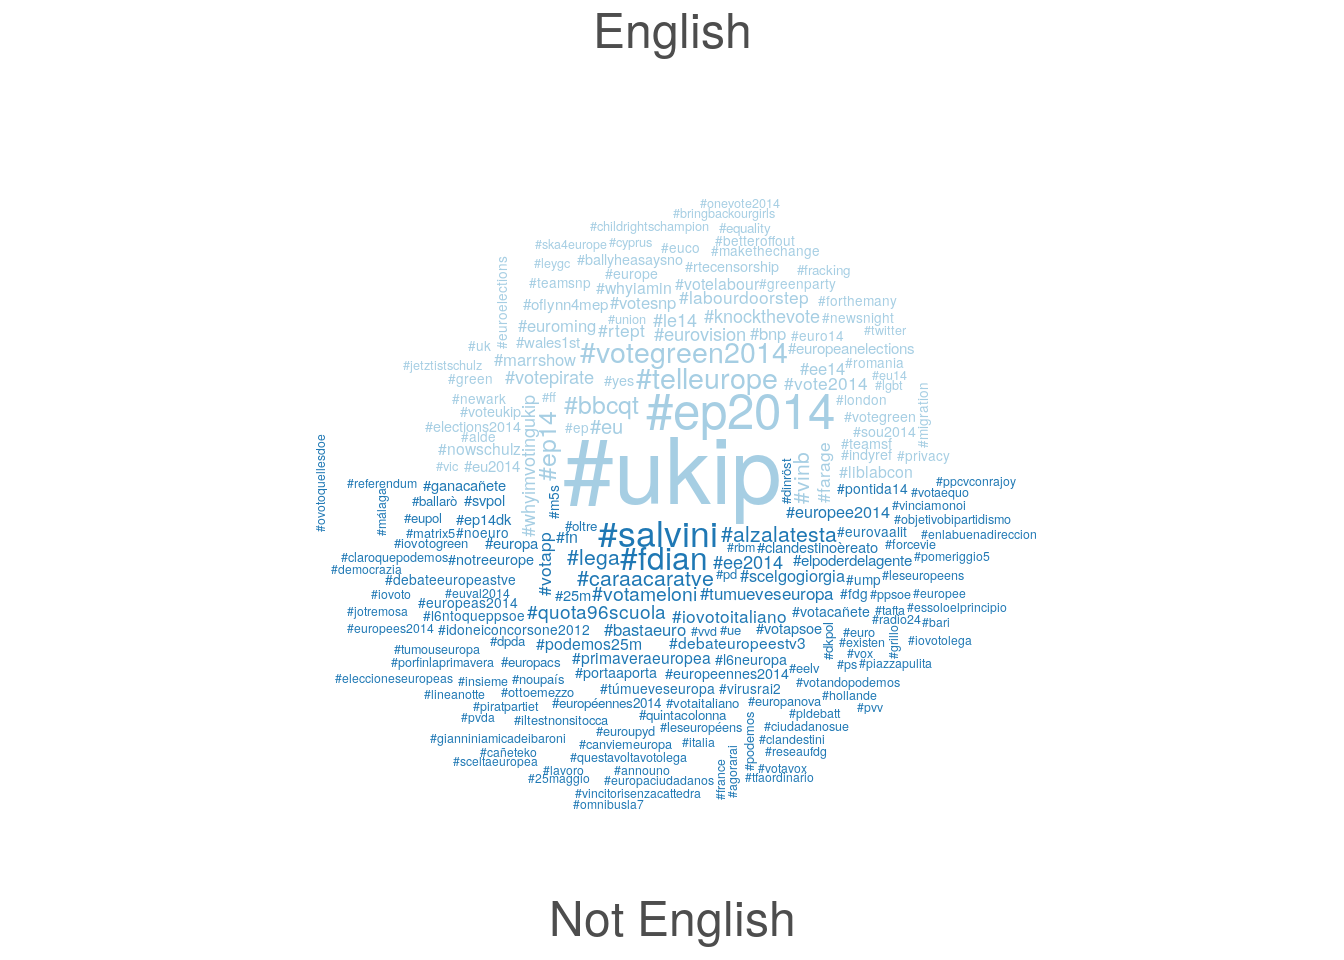 English
#onevote2014
#bringbackourgirls
#childrightschampion #equality
#ska4europe #cyprus #euco #betteroffout
#makethechange
#leygc #ballyheasaysno #rtecensorship #fracking
#europe
#teamsnp #whyiamin #votelabour #greenparty
#euroelections
#oflynn4mep #votesnp #labourdoorstep #forthemany
#union #le14 #knockthevote #newsnight
#euroming #rtept #eurovision #bnp #euro14 #twitter
#uk #wales1st #votegreen2014 #europeanelections
#jetztistschulz #marrshow #ee14 #romania
#green #votepirate #yes #telleurope #vote2014 #eu14 #lgbt
#newark #ff #bbcqt #ep2014 #london
#voteukip #votegreen #migration
#elections2014 #whyimvotingukip #ep14 #ep #eu #sou2014
#alde #teamst
#nowschulz #indyref #privacy
#vic #eu2014 #ukip #vinb #farage #liblabcon
#ovotoquellesdoe #dinröst
#referendum #ganacañete #m5s #pontida14 #ppcvconrajoy
#málaga #ballarò #svpol #votaequo
#vinciamonoi
#eupol #ep14dk #europee2014 #objetivobipartidismo
#matrix5 #noeuro #oltre #salvini #alzalatesta #eurovaalit #enlabuenadireccion
#iovotogreen #europa #fn #rbm #clandestinoèreato #forcevie
#claroquepodemos #notreeurope #votapp #lega #fdian #ee2014 #elpoderdelagente #pomeriggio5
#democrazia
#debateeuropeastve #caraacaratve #pd #scelgogiorgia #ump #leseuropeens
#iovoto #euval2014 #25m #votameloni #tumueveseuropa #fdg #ppsoe #europee
#jotremosa #europeas2014 #quota96scuola #iovotoitaliano #votacañete #tafta #essoloelprincipio
#l6ntoqueppsoe #radio24 #bari
#europees2014 #idoneiconcorsone2012 #bastaeuro #vvd #ue #votapsoe #dkpol #euro #grillo
#tumouseuropa #dpda #podemos25m #debateuropeestv3 #existen #iovotolega
#vox
#porfinlaprimavera #europacs #primaveraeuropea #l6neuropa #ps #piazzapulita
#eleccioneseuropeas #insieme #noupaís #portaaporta #europeennes2014 #eelv #votandopodemos
#lineanotte #ottoemezzo #túmueveseuropa #virusrai2 #hollande
#piratpartiet #européennes2014 #votaitaliano #europanova #pvv
#pvda #iltestnonsitocca #quintacolonna #pldebatt
#euroupyd #leseuropéens #podemos #ciudadanosue
#gianniniamicadeibaroni #canviemeuropa #italia #clandestini
#cañeteko #questavoltavotolega #reseaufdg
#sceltaeuropea
#lavoro #announo #france #agorarai #votavox
#25maggio #europaciudadanos #tfaordinario
#vincitorisenzacattedra
#omnibusla7
Not English